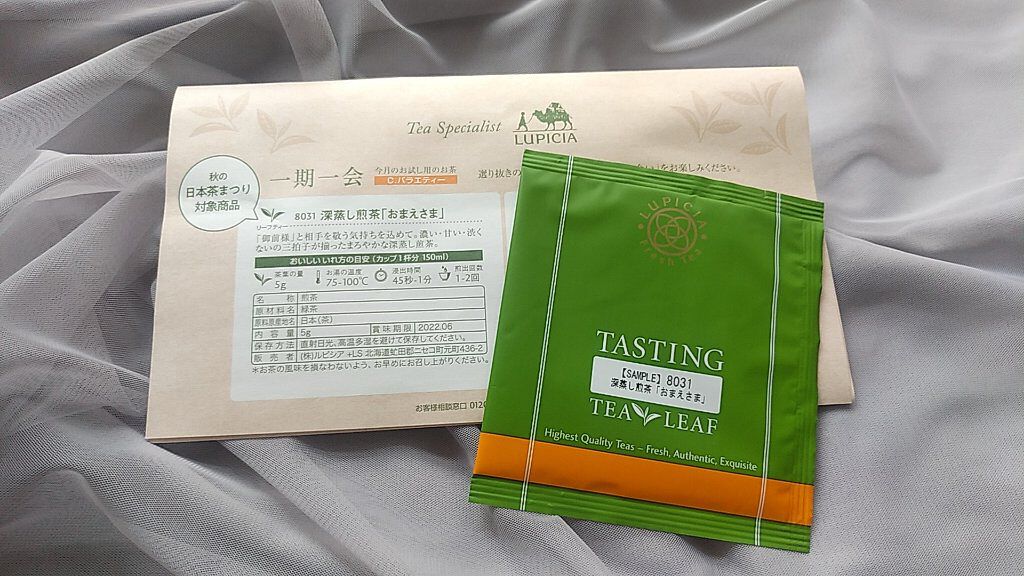 Tea Specialist
LUPICIA
一期一会
今月のお試し用のお茶
C.バラエティー
選り抜きの
をお楽しみください。
秋の
日本茶まつり
対象商品
リーフティー
8031 深蒸し煎茶「おまえさま」
「御前様」と相手を敬う気持ちを込めて。濃い・甘い・渋く
ないの三拍子が揃ったまろやかな深蒸し煎茶。
おいしいいれ方の目安(カップ1杯分 150ml)
茶葉の量 お湯の温度 浸出時間 煎出回数
5g 75-100℃ 45秒-1分 1-2回
名称 煎茶
原材料名 緑茶
原料原産地名 日本(茶)
内容量 5g 賞味期限 2022.06
保存方法 直射日光、高温多湿を避けて保存してください。
販売者 (株)ルピシア +LS 北海道虻田郡ニセコ町元町436-2
*お茶の風味を損なわないよう、お早めにお召し上がりください。
お客様相談窓口 012
LUPICIA
Fresh Tea
TASTING
【SAMPLE】8031
深蒸し煎茶「おまえさま」
TEA LEAF
Highest Quality Teas – Fresh, Authentic, Exquisite